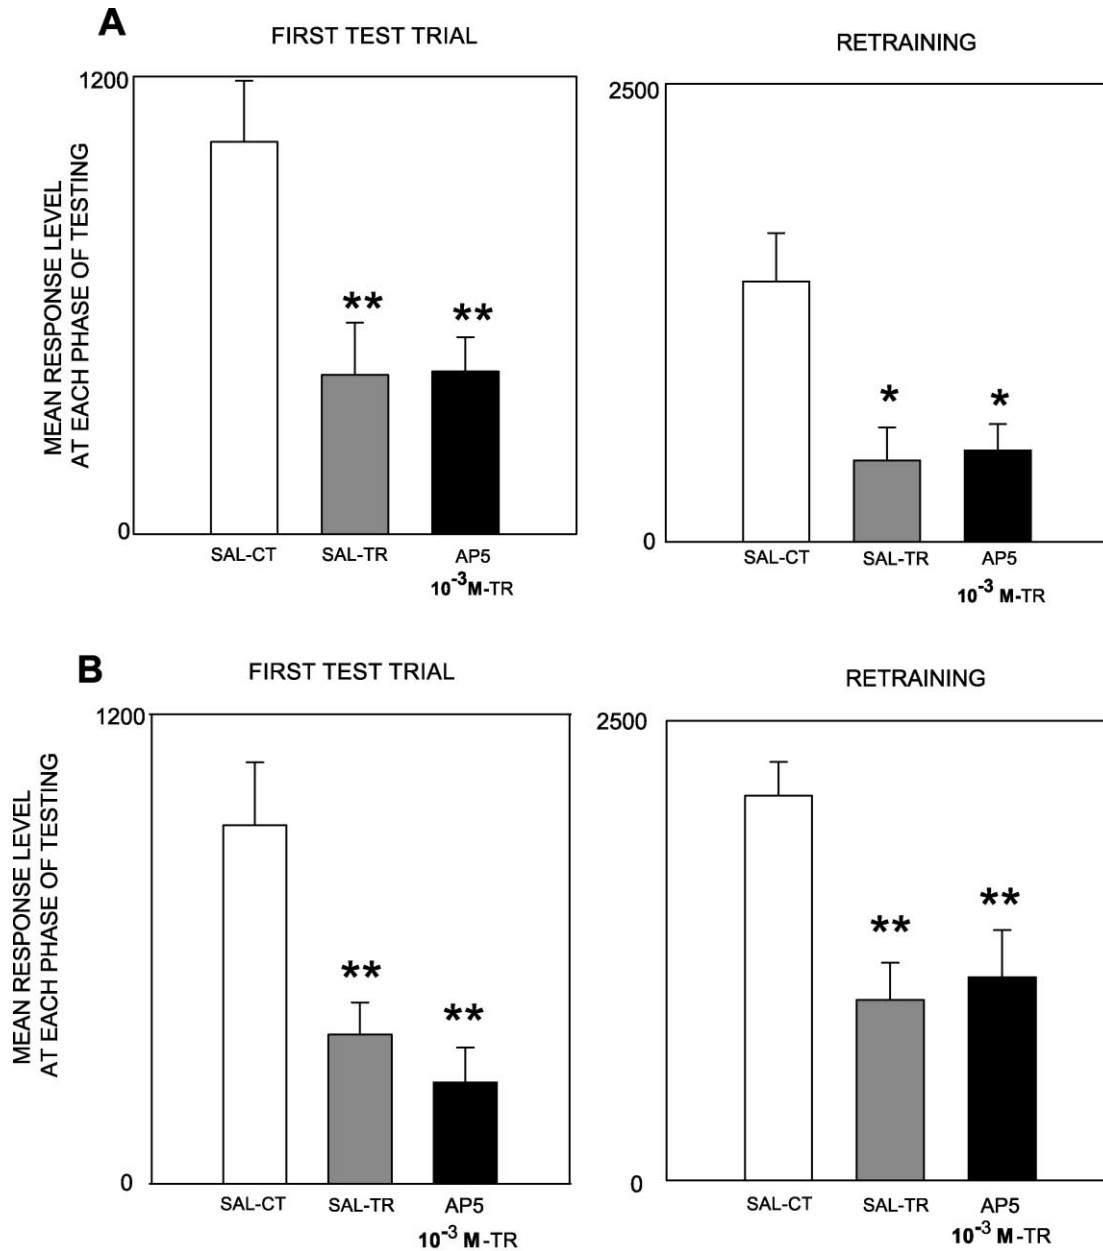 A
FIRST TEST TRIAL
RETRAINING
1200
2500
MEAN RESPONSE LEVEL
AT EACH PHASE OF TESTING
**
**
*
*
0
0
SAL-CT
SAL-TR
AP5
10⁻³M-TR
SAL-CT
SAL-TR
AP5
10⁻³ M-TR
B
FIRST TEST TRIAL
RETRAINING
1200
2500
MEAN RESPONSE LEVEL
AT EACH PHASE OF TESTING
**
**
**
**
0
0
SAL-CT
SAL-TR
AP5
10⁻³ M-TR
SAL-CT
SAL-TR
AP5
10⁻³ M-TR